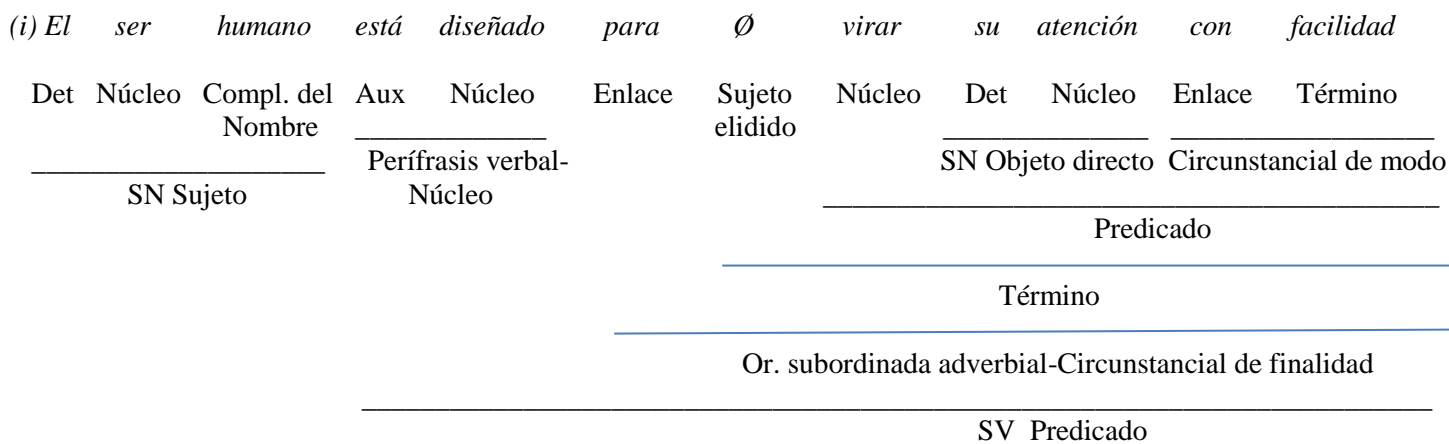 (i) El ser humano está diseñado para Ø virar su atención con facilidad
Det Núcleo Compl. del Nombre Aux Núcleo Enlace Sujeto elidido Núcleo Det Núcleo Enlace Término
Perífrasis verbal-Núcleo SN Objeto directo Circunstancial de modo
SN Sujeto
Predicado
Término
Or. subordinada adverbial-Circunstancial de finalidad
SV Predicado